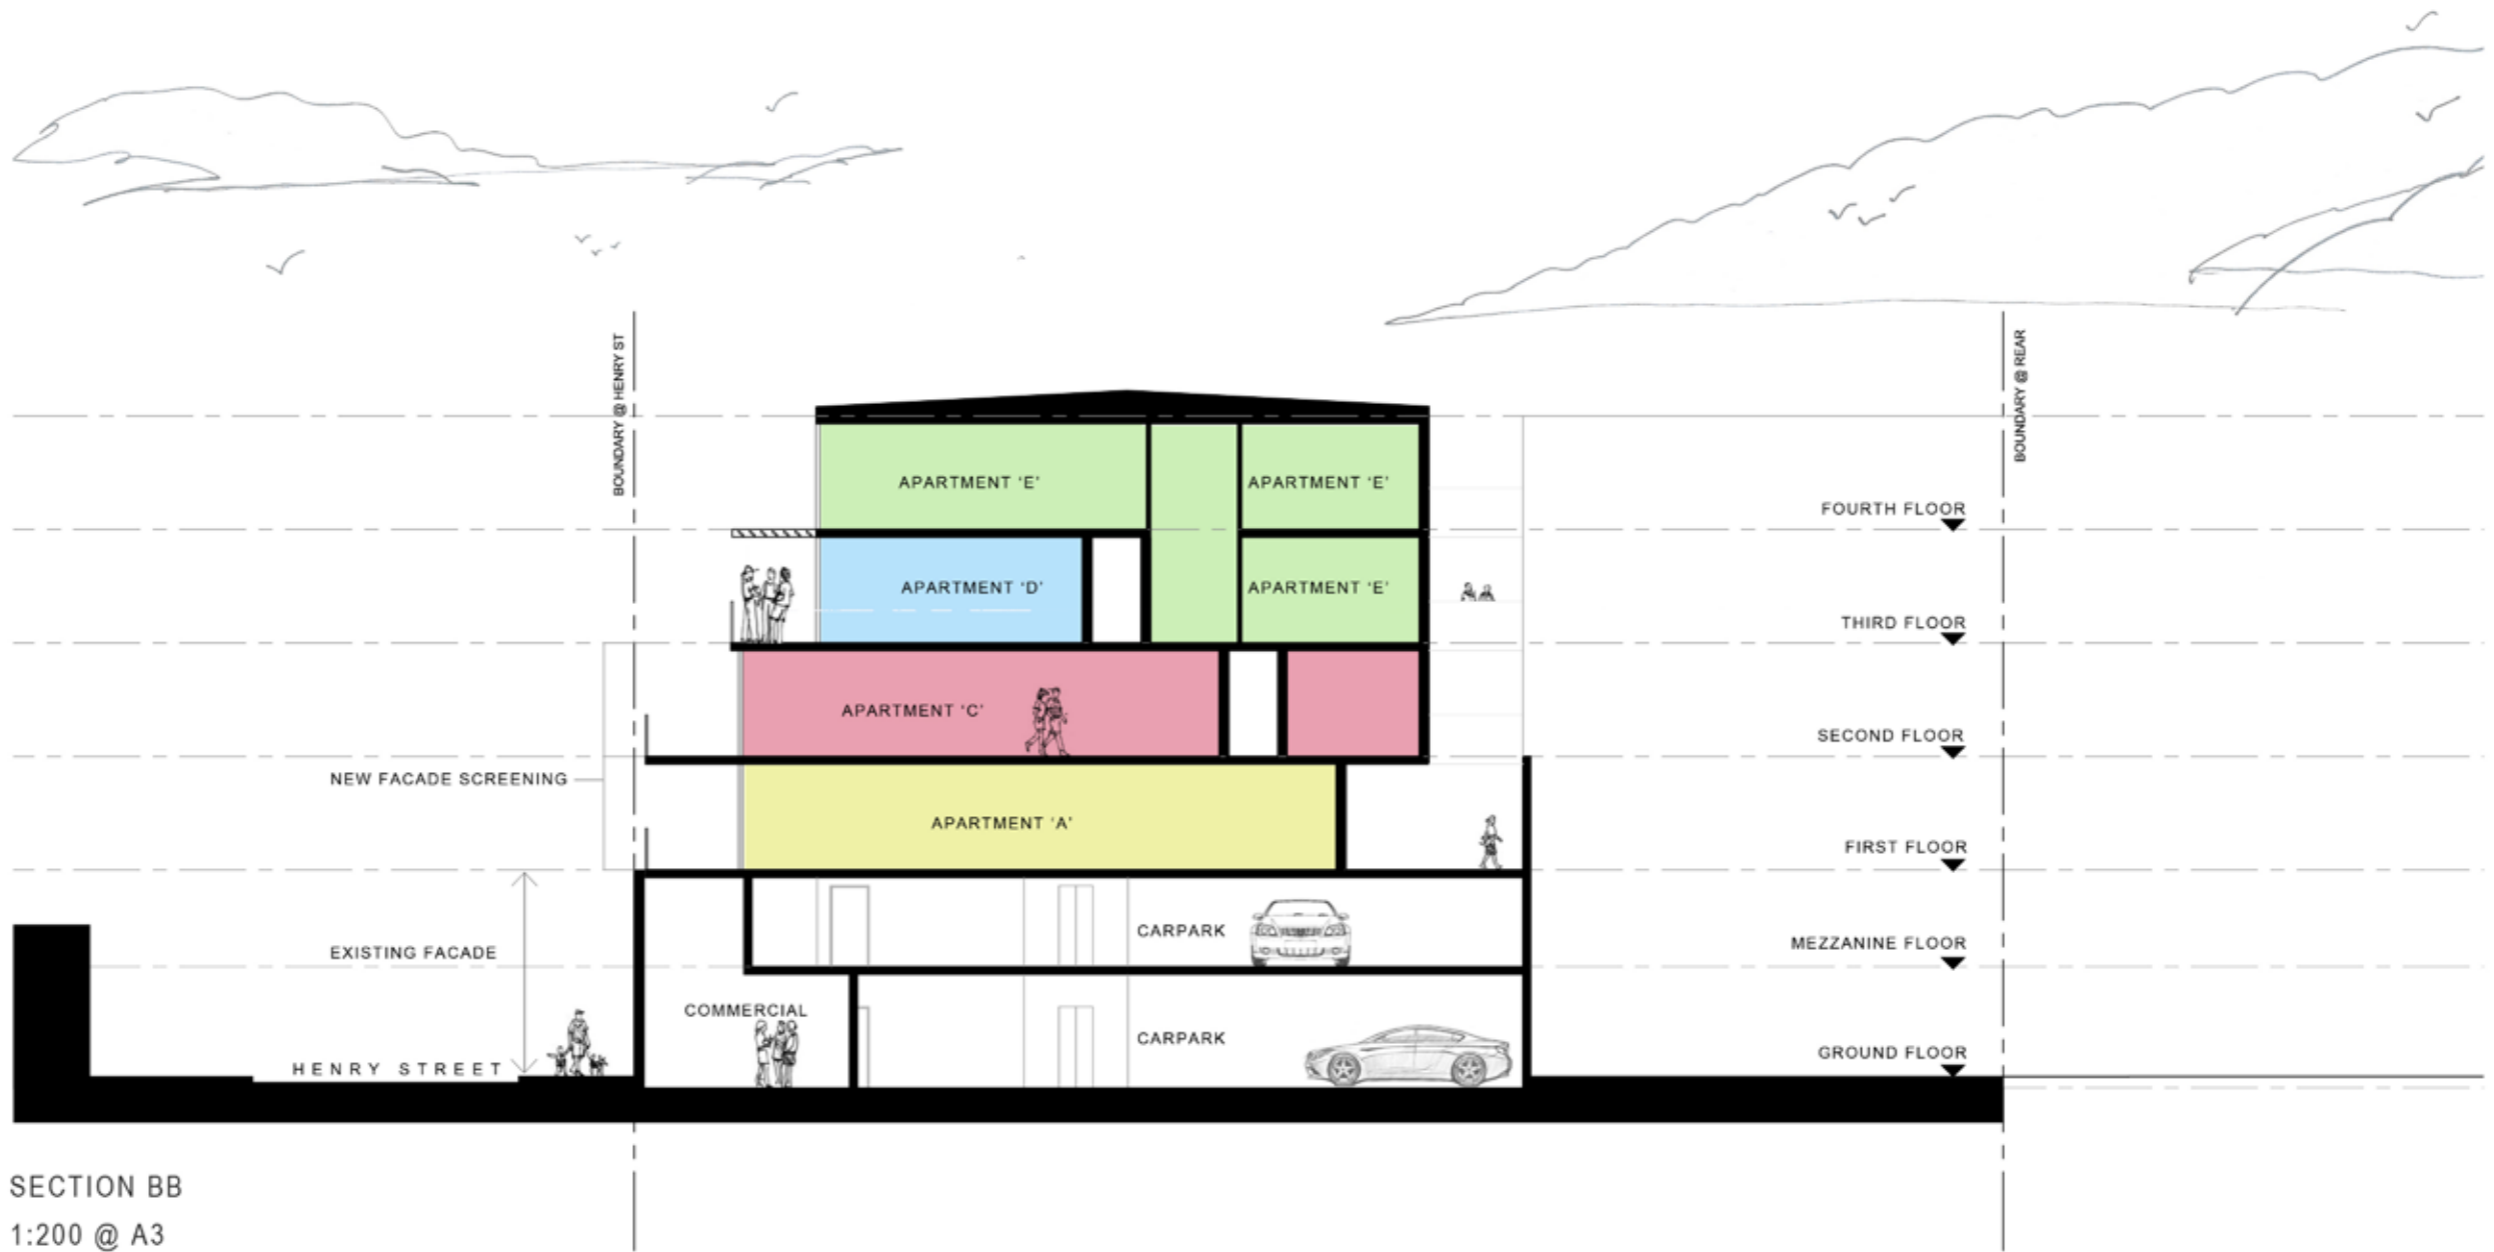 BOUNDARY @ HENRY ST
BOUNDARY @ REAR
APARTMENT 'E'
APARTMENT 'E'
FOURTH FLOOR
APARTMENT 'D'
APARTMENT 'E'
THIRD FLOOR
APARTMENT 'C'
SECOND FLOOR
NEW FACADE SCREENING
APARTMENT 'A'
FIRST FLOOR
EXISTING FACADE
CARPARK
MEZZANINE FLOOR
COMMERCIAL
CARPARK
GROUND FLOOR
HENRY STREET
SECTION BB
1:200 @ A3